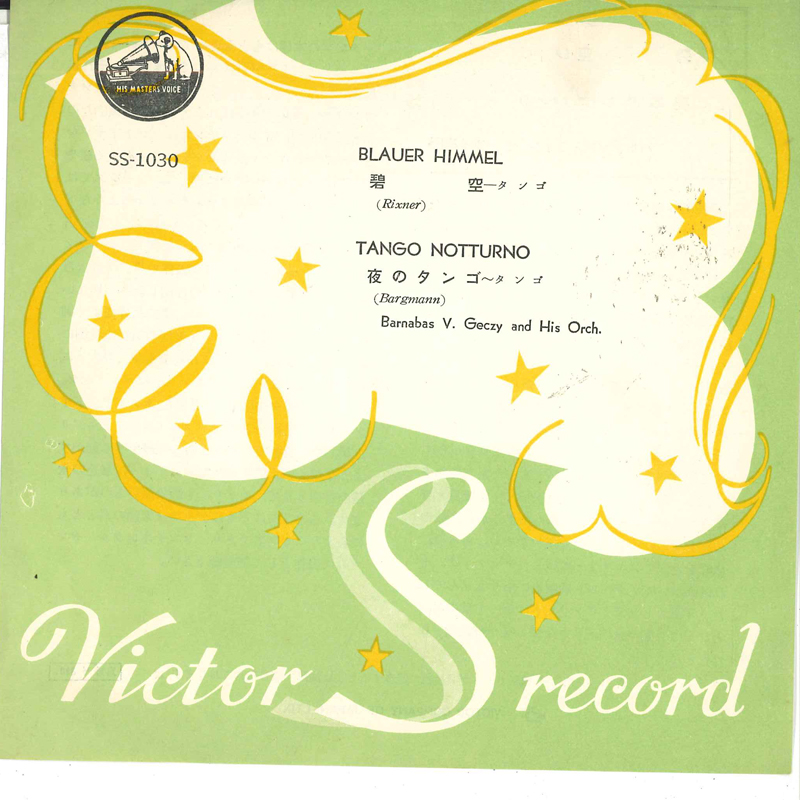 HIS MASTERS VOICE
SS-1030
BLAUER HIMMEL
碧 空—タンゴ
(Rixner)
TANGO NOTTURNO
夜のタンゴ～タンゴ
(Bargmann)
Barnabas V. Geczy and His Orch.
Victor S record